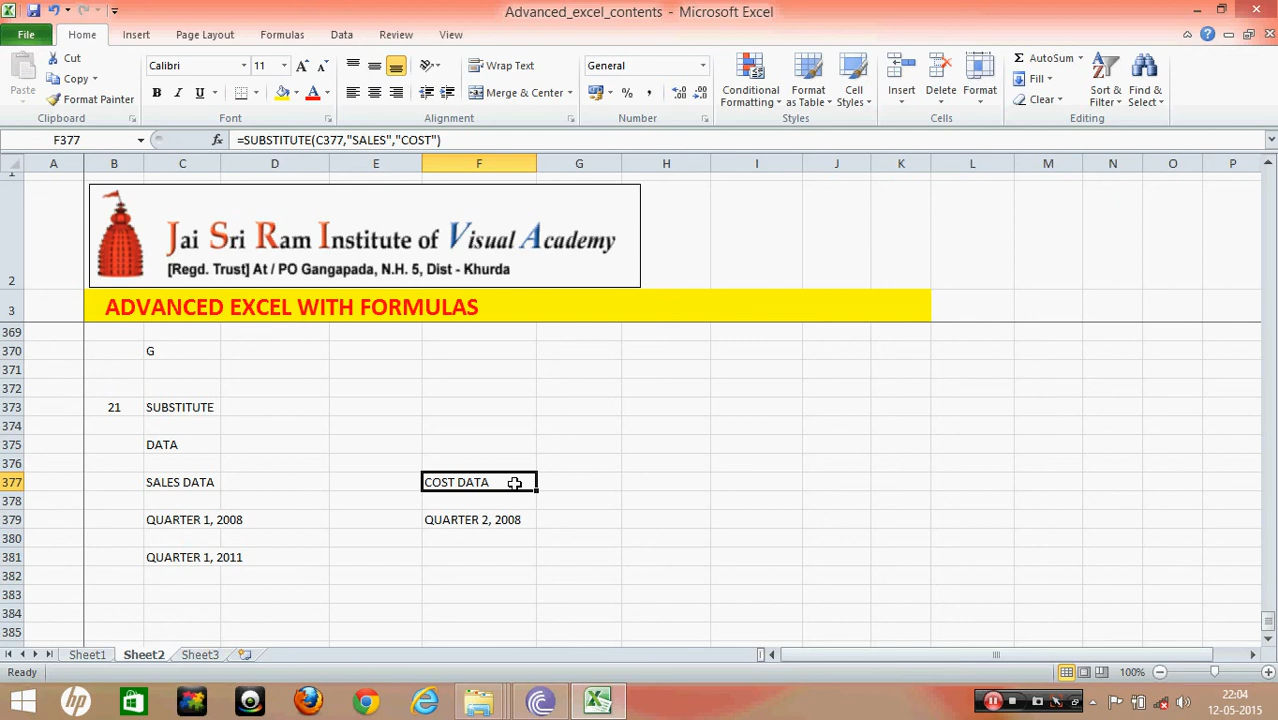 Advanced_excel_contents - Microsoft Excel
File Home Insert Page Layout Formulas Data Review View
Cut
Copy
Format Painter
Paste
Clipboard
Calibri 11
B I U
Font
Wrap Text
Merge & Center
Alignment
General
Number
Conditional Formatting
Format as Table
Cell Styles
Styles
Insert Delete Format
Cells
AutoSum
Fill
Clear
Sort & Filter
Find & Select
Editing
F377 fx =SUBSTITUTE(C377,"SALES","COST")
A B C D E F G H I J K L M N O P
Jai Sri Ram Institute of Visual Academy
[Regd. Trust] At / PO Gangapada, N.H. 5, Dist - Khurda
2
3 ADVANCED EXCEL WITH FORMULAS
369
370 G
371
372
373 21 SUBSTITUTE
374
375 DATA
376
377 SALES DATA COST DATA
378
379 QUARTER 1, 2008 QUARTER 2, 2008
380
381 QUARTER 1, 2011
382
383
384
385
Sheet1 Sheet2 Sheet3
Ready 100%
22:04
12-05-2015